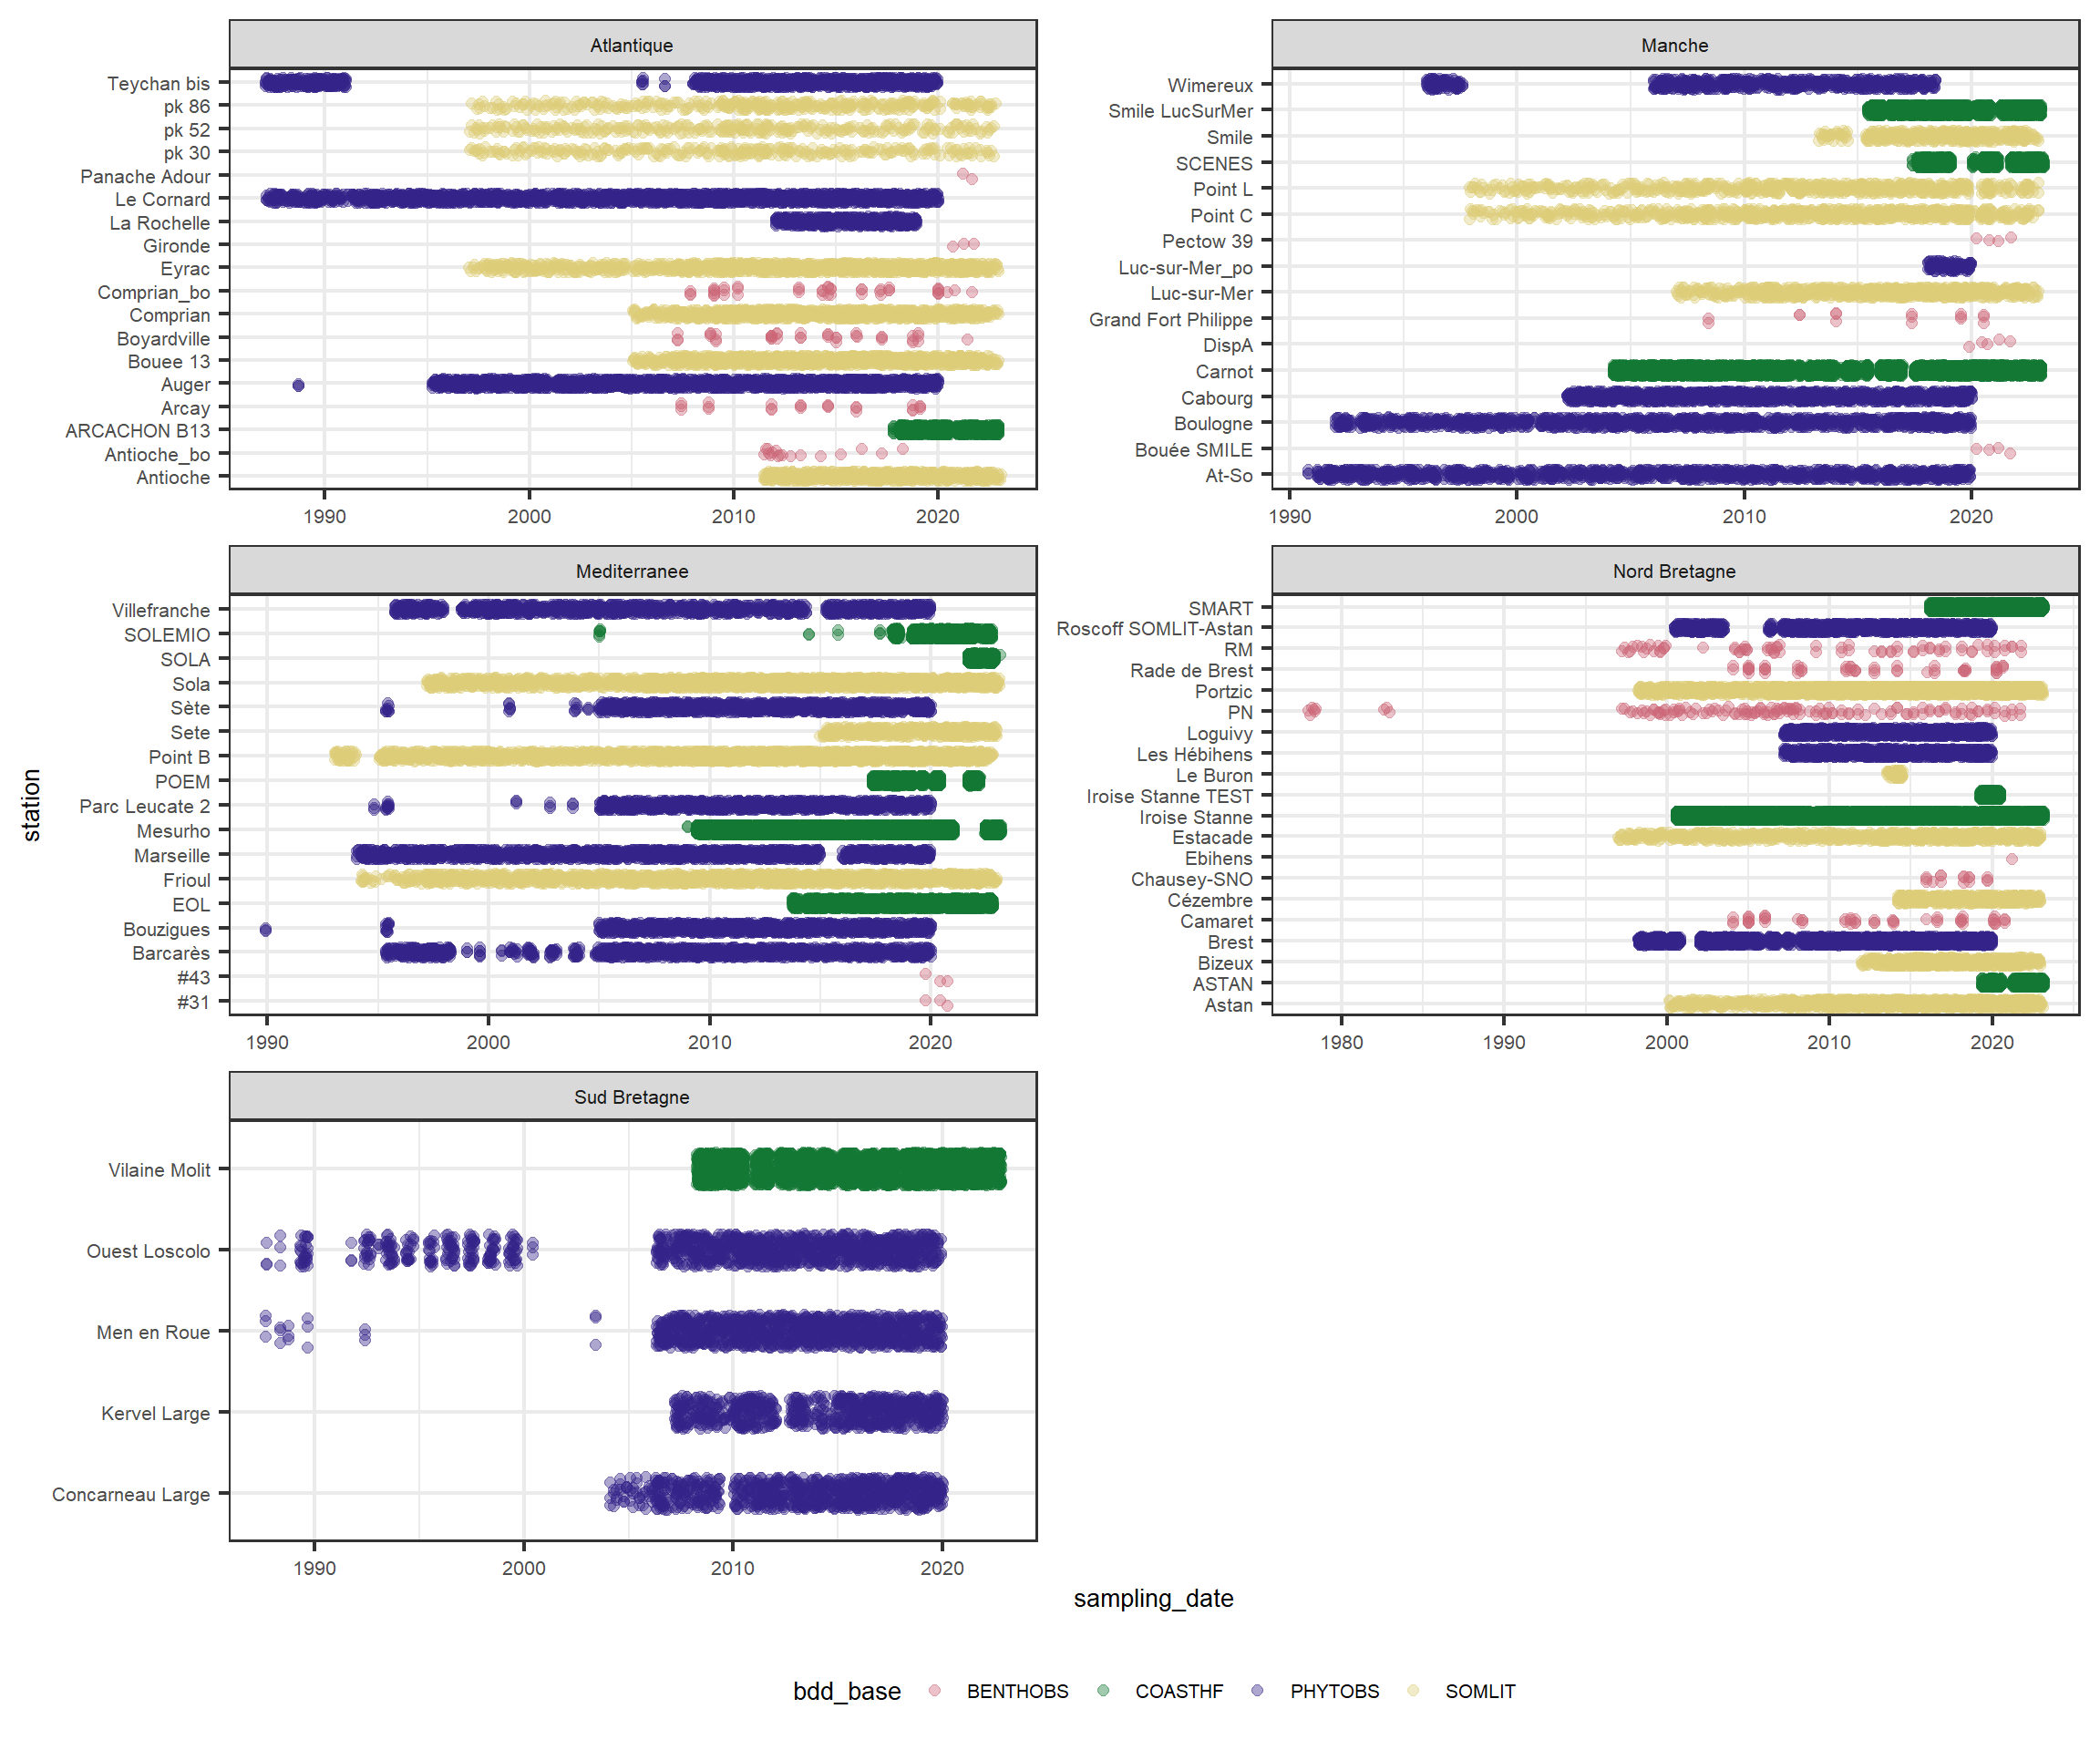 Atlantique
Teychan bis
pk 86
pk 52
pk 30
Panache Adour
Le Cornard
La Rochelle
Gironde
Eyrac
Comprian_bo
Comprian
Boyardville
Bouee 13
Auger
Arcay
ARCACHON B13
Antioche_bo
Antioche
1990 2000 2010 2020
Manche
Wimereux
Smile LucSurMer
Smile
SCENES
Point L
Point C
Pectow 39
Luc-sur-Mer_po
Luc-sur-Mer
Grand Fort Philippe
DispA
Carnot
Cabourg
Boulogne
Bouée SMILE
At-So
1990 2000 2010 2020
Mediterranee
Villefranche
SOLEMIO
SOLA
Sola
Sète
Sete
Point B
POEM
Parc Leucate 2
Mesurho
Marseille
Frioul
EOL
Bouzigues
Barcarès
#43
#31
1990 2000 2010 2020
Nord Bretagne
SMART
Roscoff SOMLIT-Astan
RM
Rade de Brest
Portzic
PN
Loguivy
Les Hébihens
Le Buron
Iroise Stanne TEST
Iroise Stanne
Estacade
Ebihens
Chausey-SNO
Cézembre
Camaret
Brest
Bizeux
ASTAN
Astan
1980 1990 2000 2010 2020
Sud Bretagne
Vilaine Molit
Ouest Loscolo
Men en Roue
Kervel Large
Concarneau Large
1990 2000 2010 2020
station
sampling_date
bdd_base BENTHOBS COASTHF PHYTOBS SOMLIT